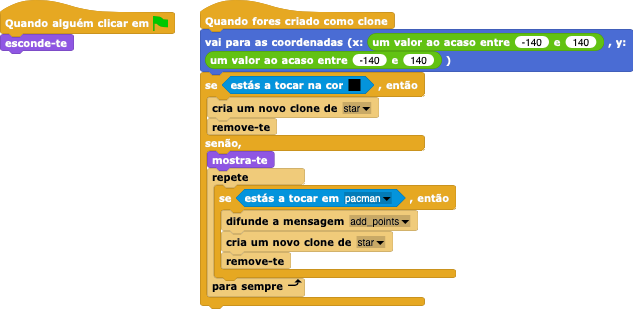 Quando alguém clicar em
esconde-te
Quando fores criado como clone
vai para as coordenadas (x: um valor ao acaso entre -140 e 140 , y:
um valor ao acaso entre -140 e 140 )
se estás a tocar na cor , então
cria um novo clone de star
remove-te
senão,
mostra-te
repete
se estás a tocar em pacman , então
difunde a mensagem add_points
cria um novo clone de star
remove-te
para sempre